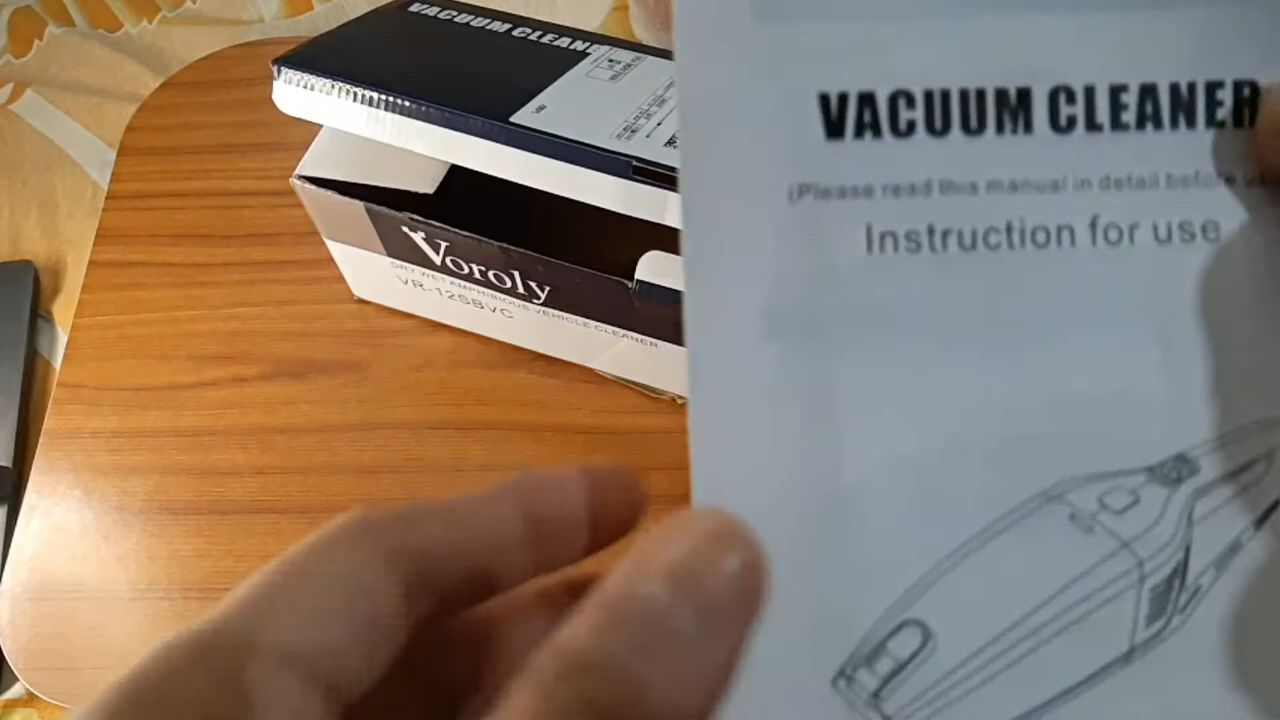 VACUUM CLEANE
Voroly
DRY WET AMPHIBIOUS VEHICLE CLEANER
VR-12SBVC
VACUUM CLEANER
(Please read this manual in detail before
Instruction for use